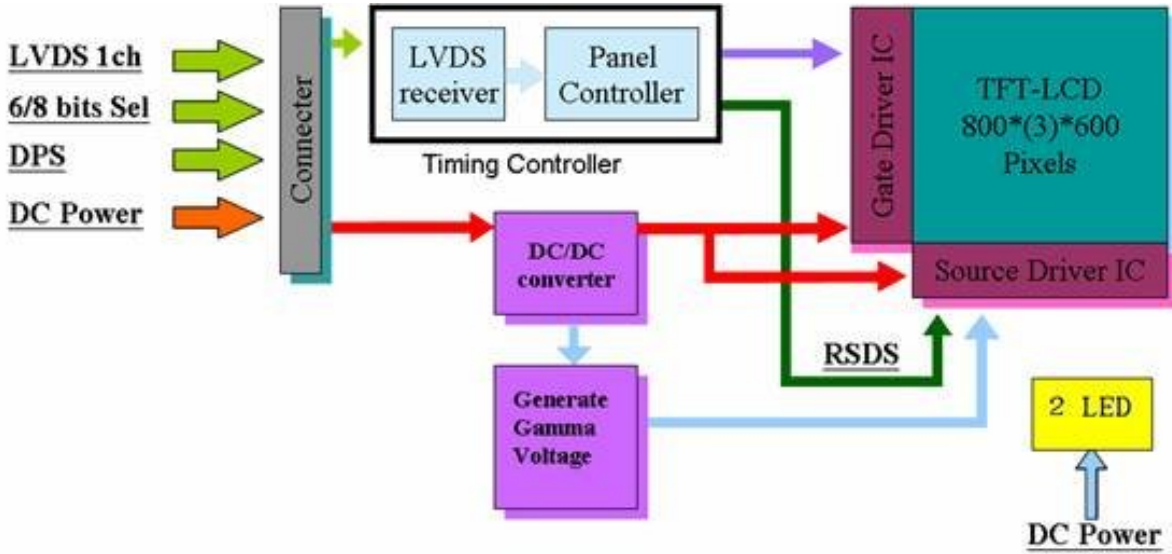 LVDS 1ch
6/8 bits Sel
DPS
DC Power
Connecter
LVDS
receiver
Panel
Controller
Timing Controller
Gate Driver IC
TFT-LCD
800*(3)*600
Pixels
Source Driver IC
DC/DC
converter
RSDS
Generate
Gamma
Voltage
2 LED
DC Power